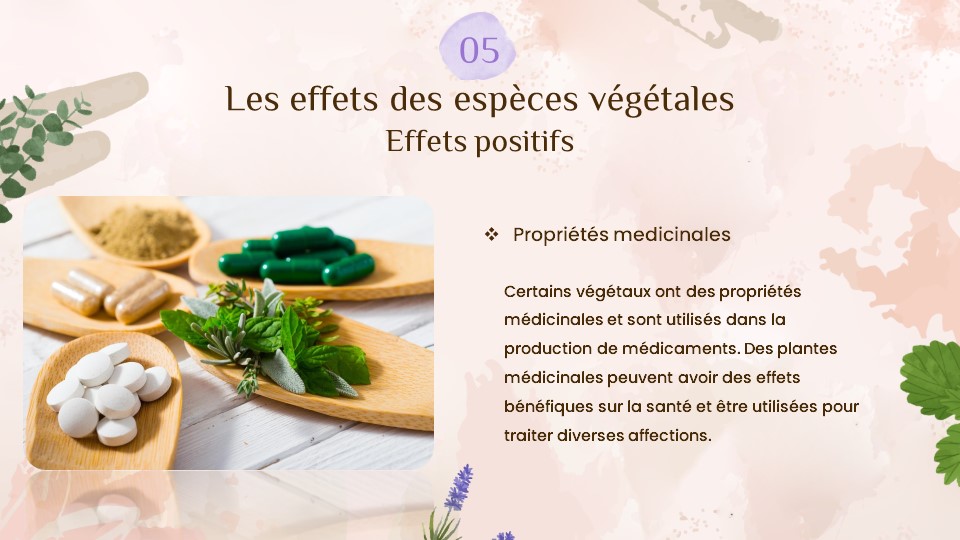 05
Les effets des espèces végétales
Effets positifs
❖ Propriétés medicinales
Certains végétaux ont des propriétés
médicinales et sont utilisés dans la
production de médicaments. Des plantes
médicinales peuvent avoir des effets
bénéfiques sur la santé et être utilisées pour
traiter diverses affections.